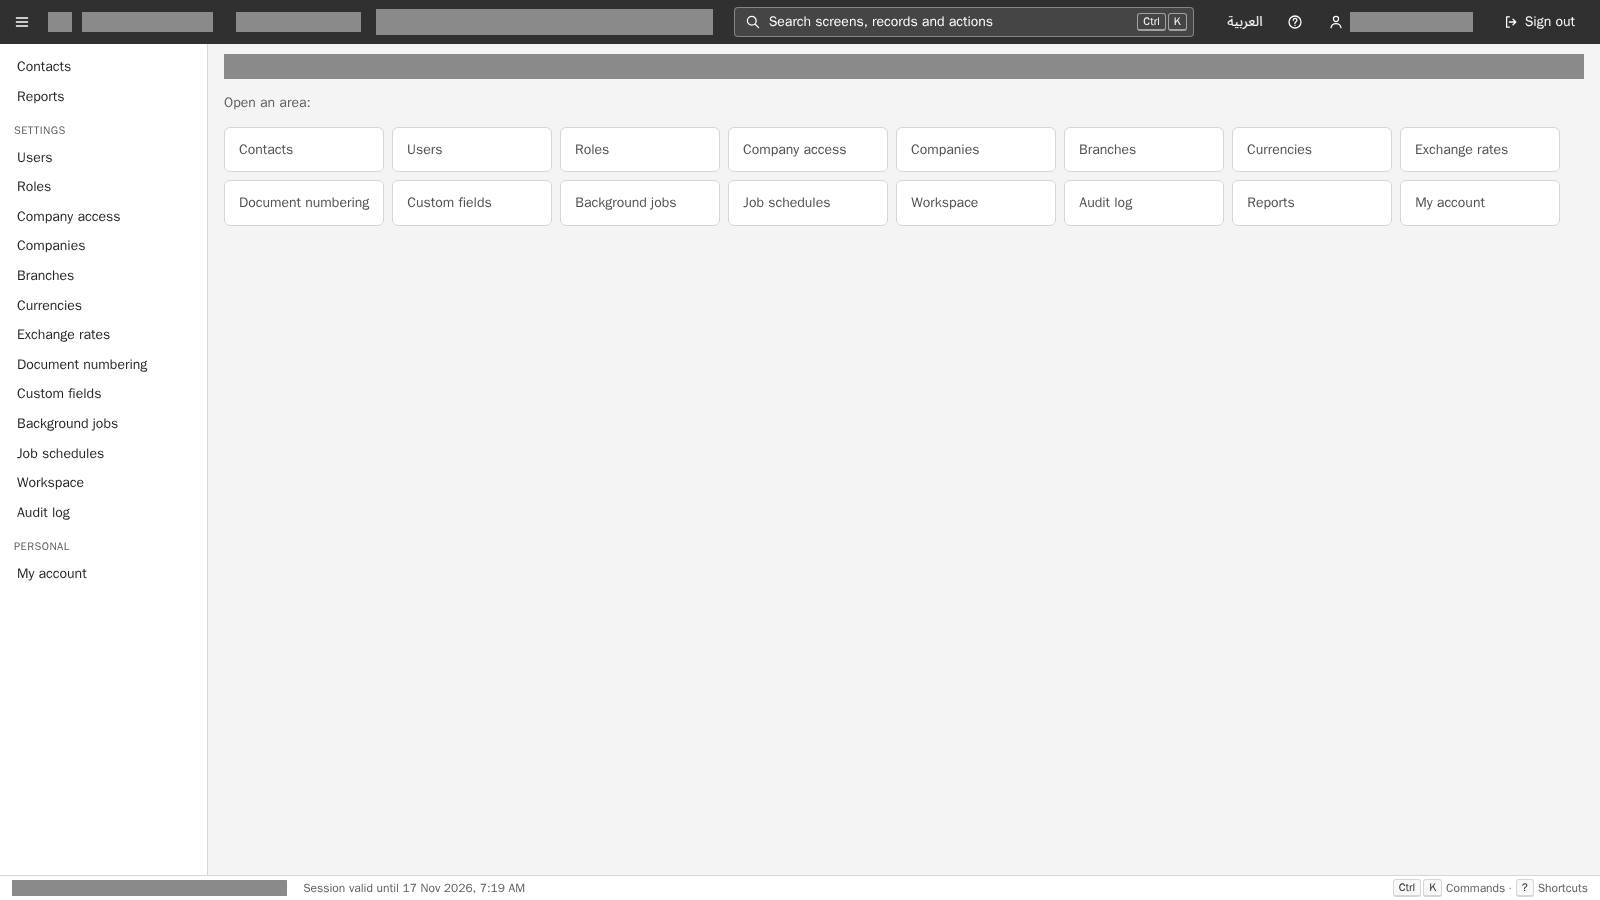 Search screens, records and actions Ctrl K العربية Sign out
Contacts
Reports
SETTINGS
Users
Roles
Company access
Companies
Branches
Currencies
Exchange rates
Document numbering
Custom fields
Background jobs
Job schedules
Workspace
Audit log
PERSONAL
My account
Open an area:
Contacts Users Roles Company access Companies Branches Currencies Exchange rates
Document numbering Custom fields Background jobs Job schedules Workspace Audit log Reports My account
Session valid until 17 Nov 2026, 7:19 AM Ctrl K Commands · ? Shortcuts